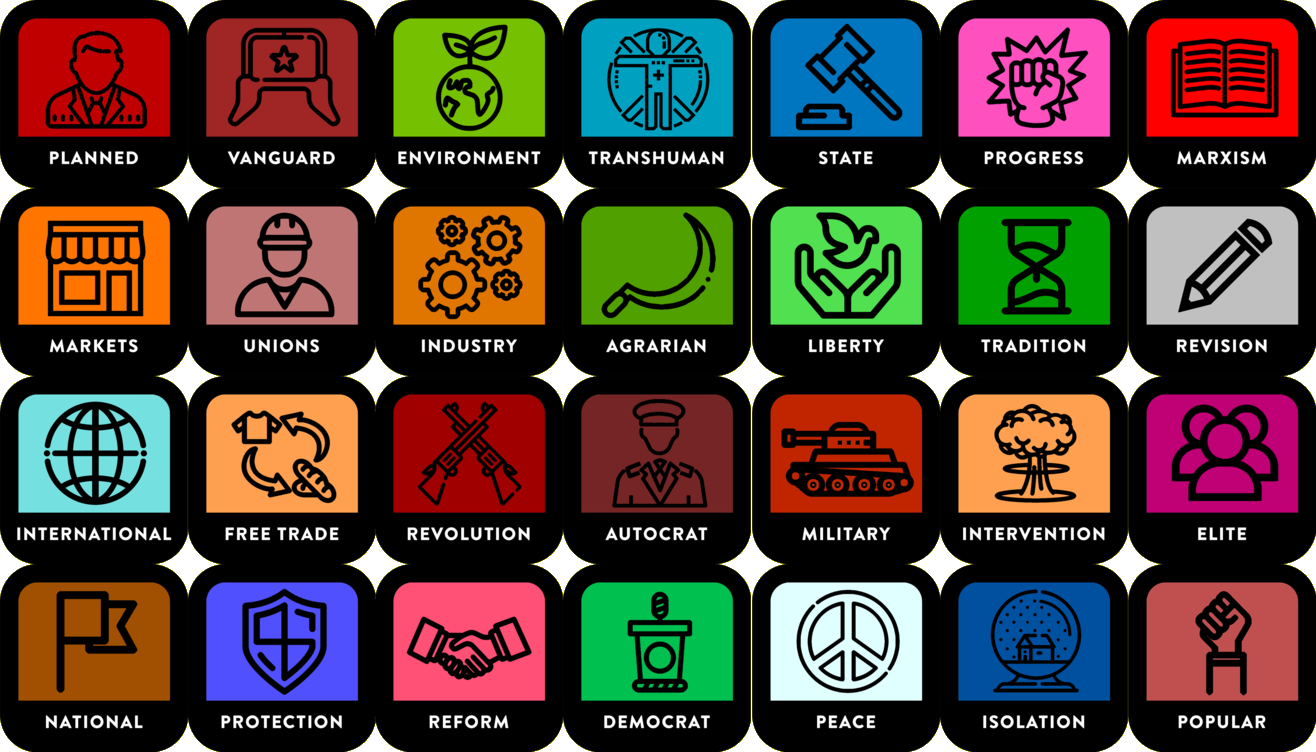 PLANNED
VANGUARD
ENVIRONMENT
TRANSHUMAN
STATE
PROGRESS
MARXISM
MARKETS
UNIONS
INDUSTRY
AGRARIAN
LIBERTY
TRADITION
REVISION
INTERNATIONAL
FREE TRADE
REVOLUTION
AUTOCRAT
MILITARY
INTERVENTION
ELITE
NATIONAL
PROTECTION
REFORM
DEMOCRAT
PEACE
ISOLATION
POPULAR